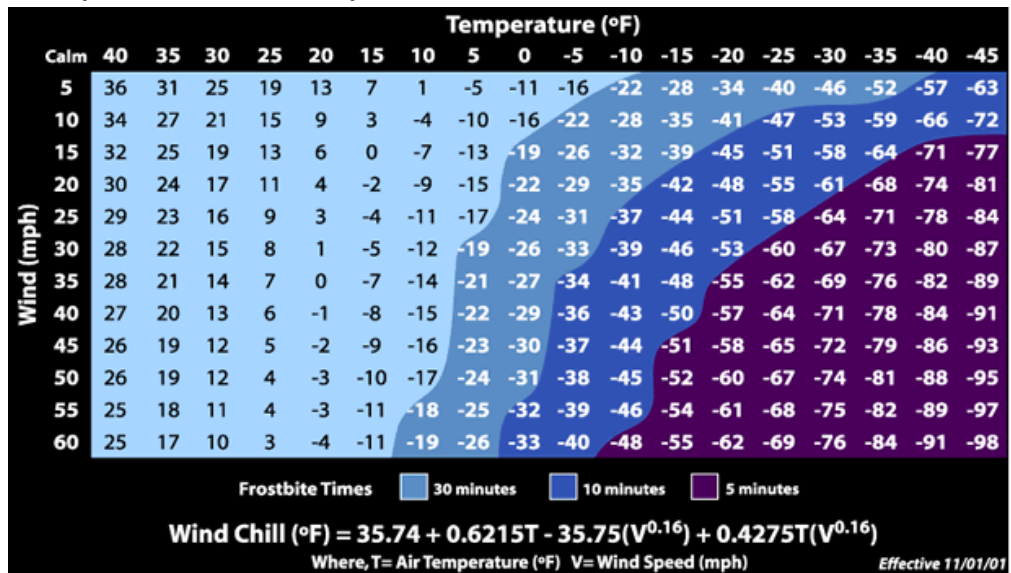 Temperature (ºF)
Calm 40 35 30 25 20 15 10 5 0 -5 -10 -15 -20 -25 -30 -35 -40 -45
5 36 31 25 19 13 7 1 -5 -11 -16 -22 -28 -34 -40 -46 -52 -57 -63
10 34 27 21 15 9 3 -4 -10 -16 -22 -28 -35 -41 -47 -53 -59 -66 -72
15 32 25 19 13 6 0 -7 -13 -19 -26 -32 -39 -45 -51 -58 -64 -71 -77
20 30 24 17 11 4 -2 -9 -15 -22 -29 -35 -42 -48 -55 -61 -68 -74 -81
25 29 23 16 9 3 -4 -11 -17 -24 -31 -37 -44 -51 -58 -64 -71 -78 -84
30 28 22 15 8 1 -5 -12 -19 -26 -33 -39 -46 -53 -60 -67 -73 -80 -87
35 28 21 14 7 0 -7 -14 -21 -27 -34 -41 -48 -55 -62 -69 -76 -82 -89
40 27 20 13 6 -1 -8 -15 -22 -29 -36 -43 -50 -57 -64 -71 -78 -84 -91
45 26 19 12 5 -2 -9 -16 -23 -30 -37 -44 -51 -58 -65 -72 -79 -86 -93
50 26 19 12 4 -3 -10 -17 -24 -31 -38 -45 -52 -60 -67 -74 -81 -88 -95
55 25 18 11 4 -3 -11 -18 -25 -32 -39 -46 -54 -61 -68 -75 -82 -89 -97
60 25 17 10 3 -4 -11 -19 -26 -33 -40 -48 -55 -62 -69 -76 -84 -91 -98
Wind (mph)
Frostbite Times 30 minutes 10 minutes 5 minutes
Wind Chill (ºF) = 35.74 + 0.6215T - 35.75(V^0.16) + 0.4275T(V^0.16)
Where, T= Air Temperature (ºF) V= Wind Speed (mph)
Effective 11/01/01